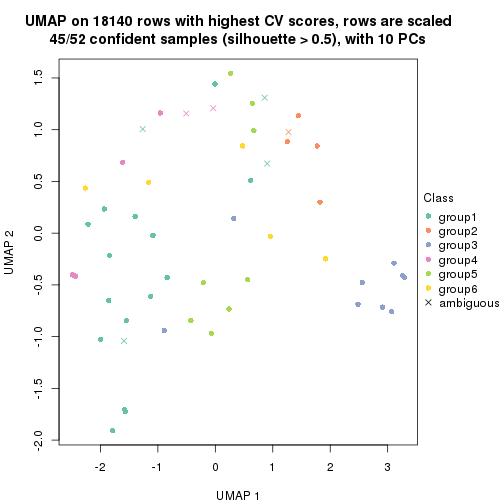 UMAP on 18140 rows with highest CV scores, rows are scaled
45/52 confident samples (silhouette > 0.5), with 10 PCs
1.5
1.0
0.5
0.0
-0.5
-1.0
-1.5
-2.0
UMAP 2
-2
-1
0
1
2
3
UMAP 1
Class
group1
group2
group3
group4
group5
group6
ambiguous